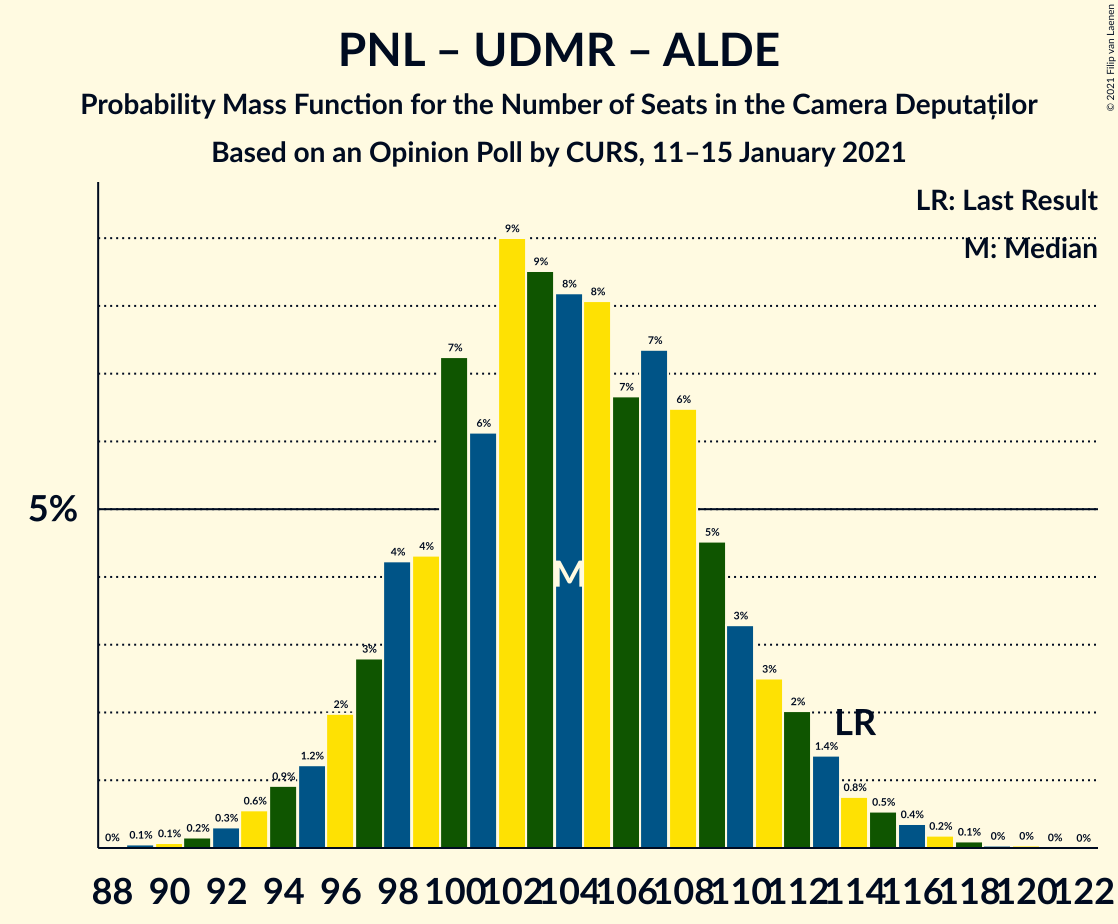 PNL – UDMR – ALDE
Probability Mass Function for the Number of Seats in the Camera Deputaților
Based on an Opinion Poll by CURS, 11–15 January 2021
© 2021 Filip van Laenen
LR: Last Result
M: Median
5%
0% 0.1% 0.1% 0.2% 0.3% 0.6% 0.9% 1.2% 2% 3% 4% 4% 7% 6% 9% 9% 8% 8% 7% 7% 6% 5% 3% 3% 2% 1.4% 0.8% 0.5% 0.4% 0.2% 0.1% 0% 0% 0% 0%
M
LR
88 90 92 94 96 98 100 102 104 106 108 110 112 114 116 118 120 122